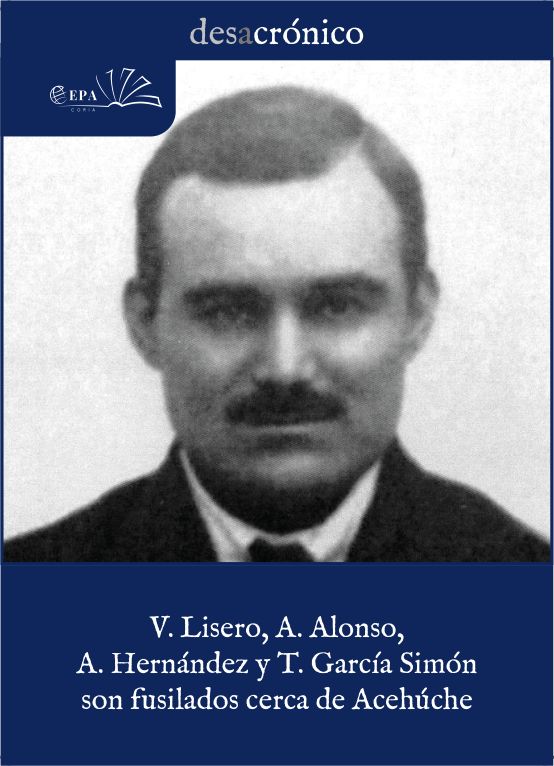 desacrónico
EPA
CORIA
V. Lisero, A. Alonso,
A. Hernández y T. García Simón
son fusilados cerca de Acehúche